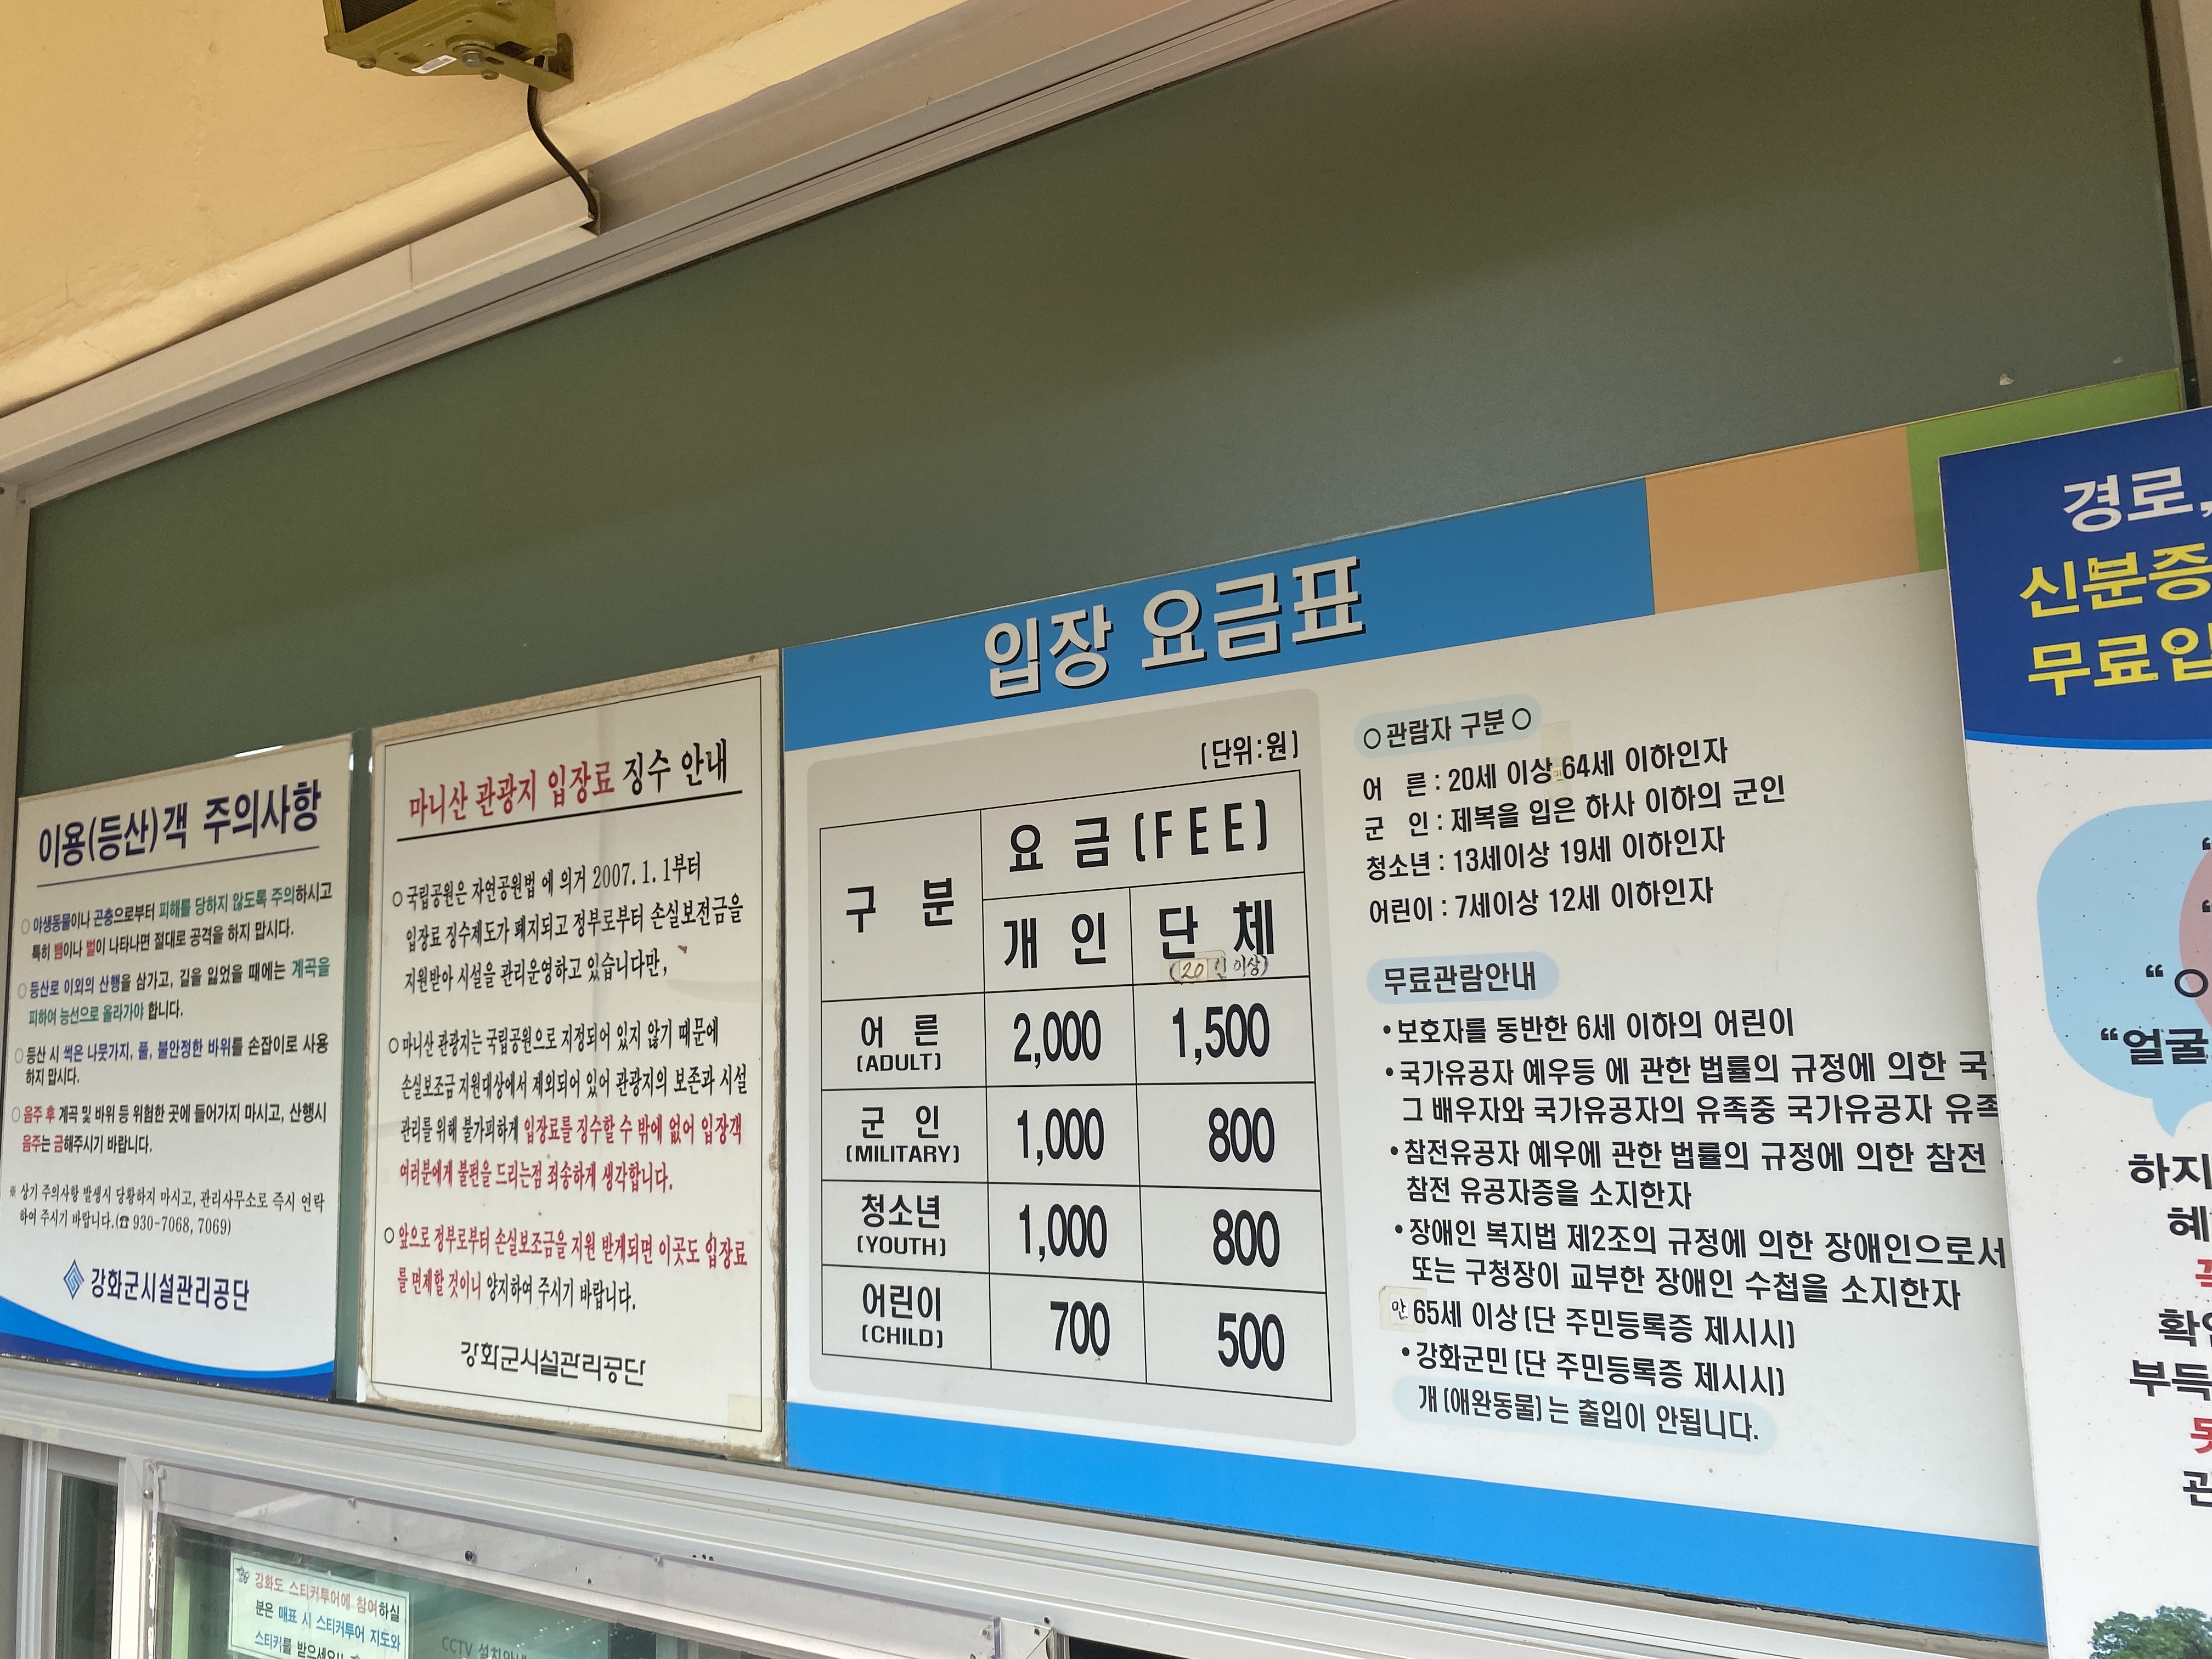 이용(등산)객 주의사항
○ 야생동물이나 곤충으로부터 피해를 당하지 않도록 주의하시고
특히 뱀이나 벌이 나타나면 절대로 공격을 하지 맙시다.
○ 등산로 이외의 산행을 삼가고, 길을 잃었을 때에는 계곡을
피하여 능선으로 올라가야 합니다.
○ 등산 시 썩은 나뭇가지, 풀, 불안정한 바위를 손잡이로 사용
하지 맙시다.
○ 음주 후 계곡 및 바위 등 위험한 곳에 들어가지 마시고, 산행시
음주는 금해주시기 바랍니다.
※ 상기 주의사항 발생시 당황하지 마시고, 관리사무소로 즉시 연락
하여 주시기 바랍니다.(☎ 930-7068, 7069)
강화군시설관리공단
마니산 관광지 입장료 징수 안내
○ 국립공원은 자연공원법 에 의거 2007. 1. 1부터
입장료 징수제도가 폐지되고 정부로부터 손실보전금을
지원받아 시설을 관리운영하고 있습니다만,
○ 마니산 관광지는 국립공원으로 지정되어 있지 않기 때문에
손실보조금 지원대상에서 제외되어 있어 관광지의 보존과 시설
관리를 위해 불가피하게 입장료를 징수할 수 밖에 없어 입장객
여러분에게 불편을 드리는점 죄송하게 생각합니다.
○ 앞으로 정부로부터 손실보조금을 지원 받게되면 이곳도 입장료
를 면제할 것이니 양지하여 주시기 바랍니다.
강화군시설관리공단
입장 요금표
(단위:원)
구 분
요 금 (FEE)
개 인 단 체
(20인 이상)
어 른 2,000 1,500
(ADULT)
군 인 1,000 800
(MILITARY)
청소년 1,000 800
(YOUTH)
어린이 700 500
(CHILD)
○ 관람자 구분 ○
어 른 : 20세 이상 만 64세 이하인자
군 인 : 제복을 입은 하사 이하의 군인
청소년 : 13세이상 19세 이하인자
어린이 : 7세이상 12세 이하인자
무료관람안내
• 보호자를 동반한 6세 이하의 어린이
• 국가유공자 예우등 에 관한 법률의 규정에 의한 국
그 배우자와 국가유공자의 유족중 국가유공자 유족
• 참전유공자 예우에 관한 법률의 규정에 의한 참전
참전 유공자증을 소지한자
• 장애인 복지법 제2조의 규정에 의한 장애인으로서
또는 구청장이 교부한 장애인 수첩을 소지한자
만 65세 이상 (단 주민등록증 제시시)
• 강화군민 (단 주민등록증 제시시)
개 (애완동물) 는 출입이 안됩니다.
경로,
신분증
무료입
“
“
“○
“얼굴
하지
혜
확인
부득
관
강화도 스티커투어에 참여하실
분은 매표 시 스티커투어 지도와
스티커를 받으세요
CCTV 설치안내